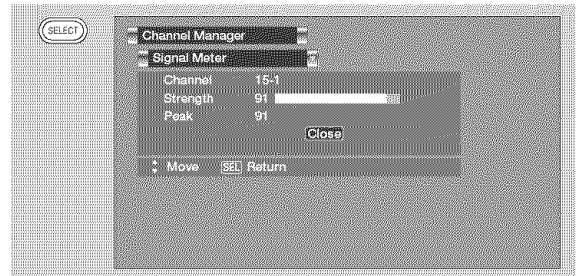 SELECT
Channel Manager
Signal Meter
Channel 15-1
Strength 91
Peak 91
Close
Move SEL Return